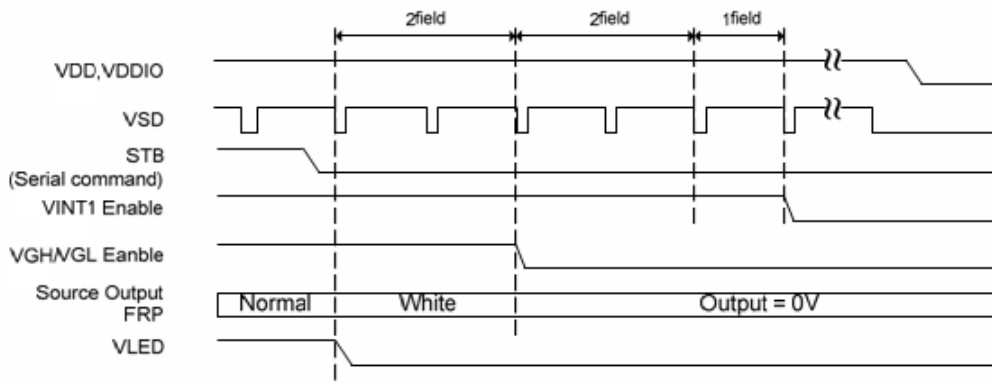 2field
2field
1field
VDD,VDDIO
VSD
STB
(Serial command)
VINT1 Enable
VGH/VGL Eanble
Source Output
FRP
Normal
White
Output = 0V
VLED